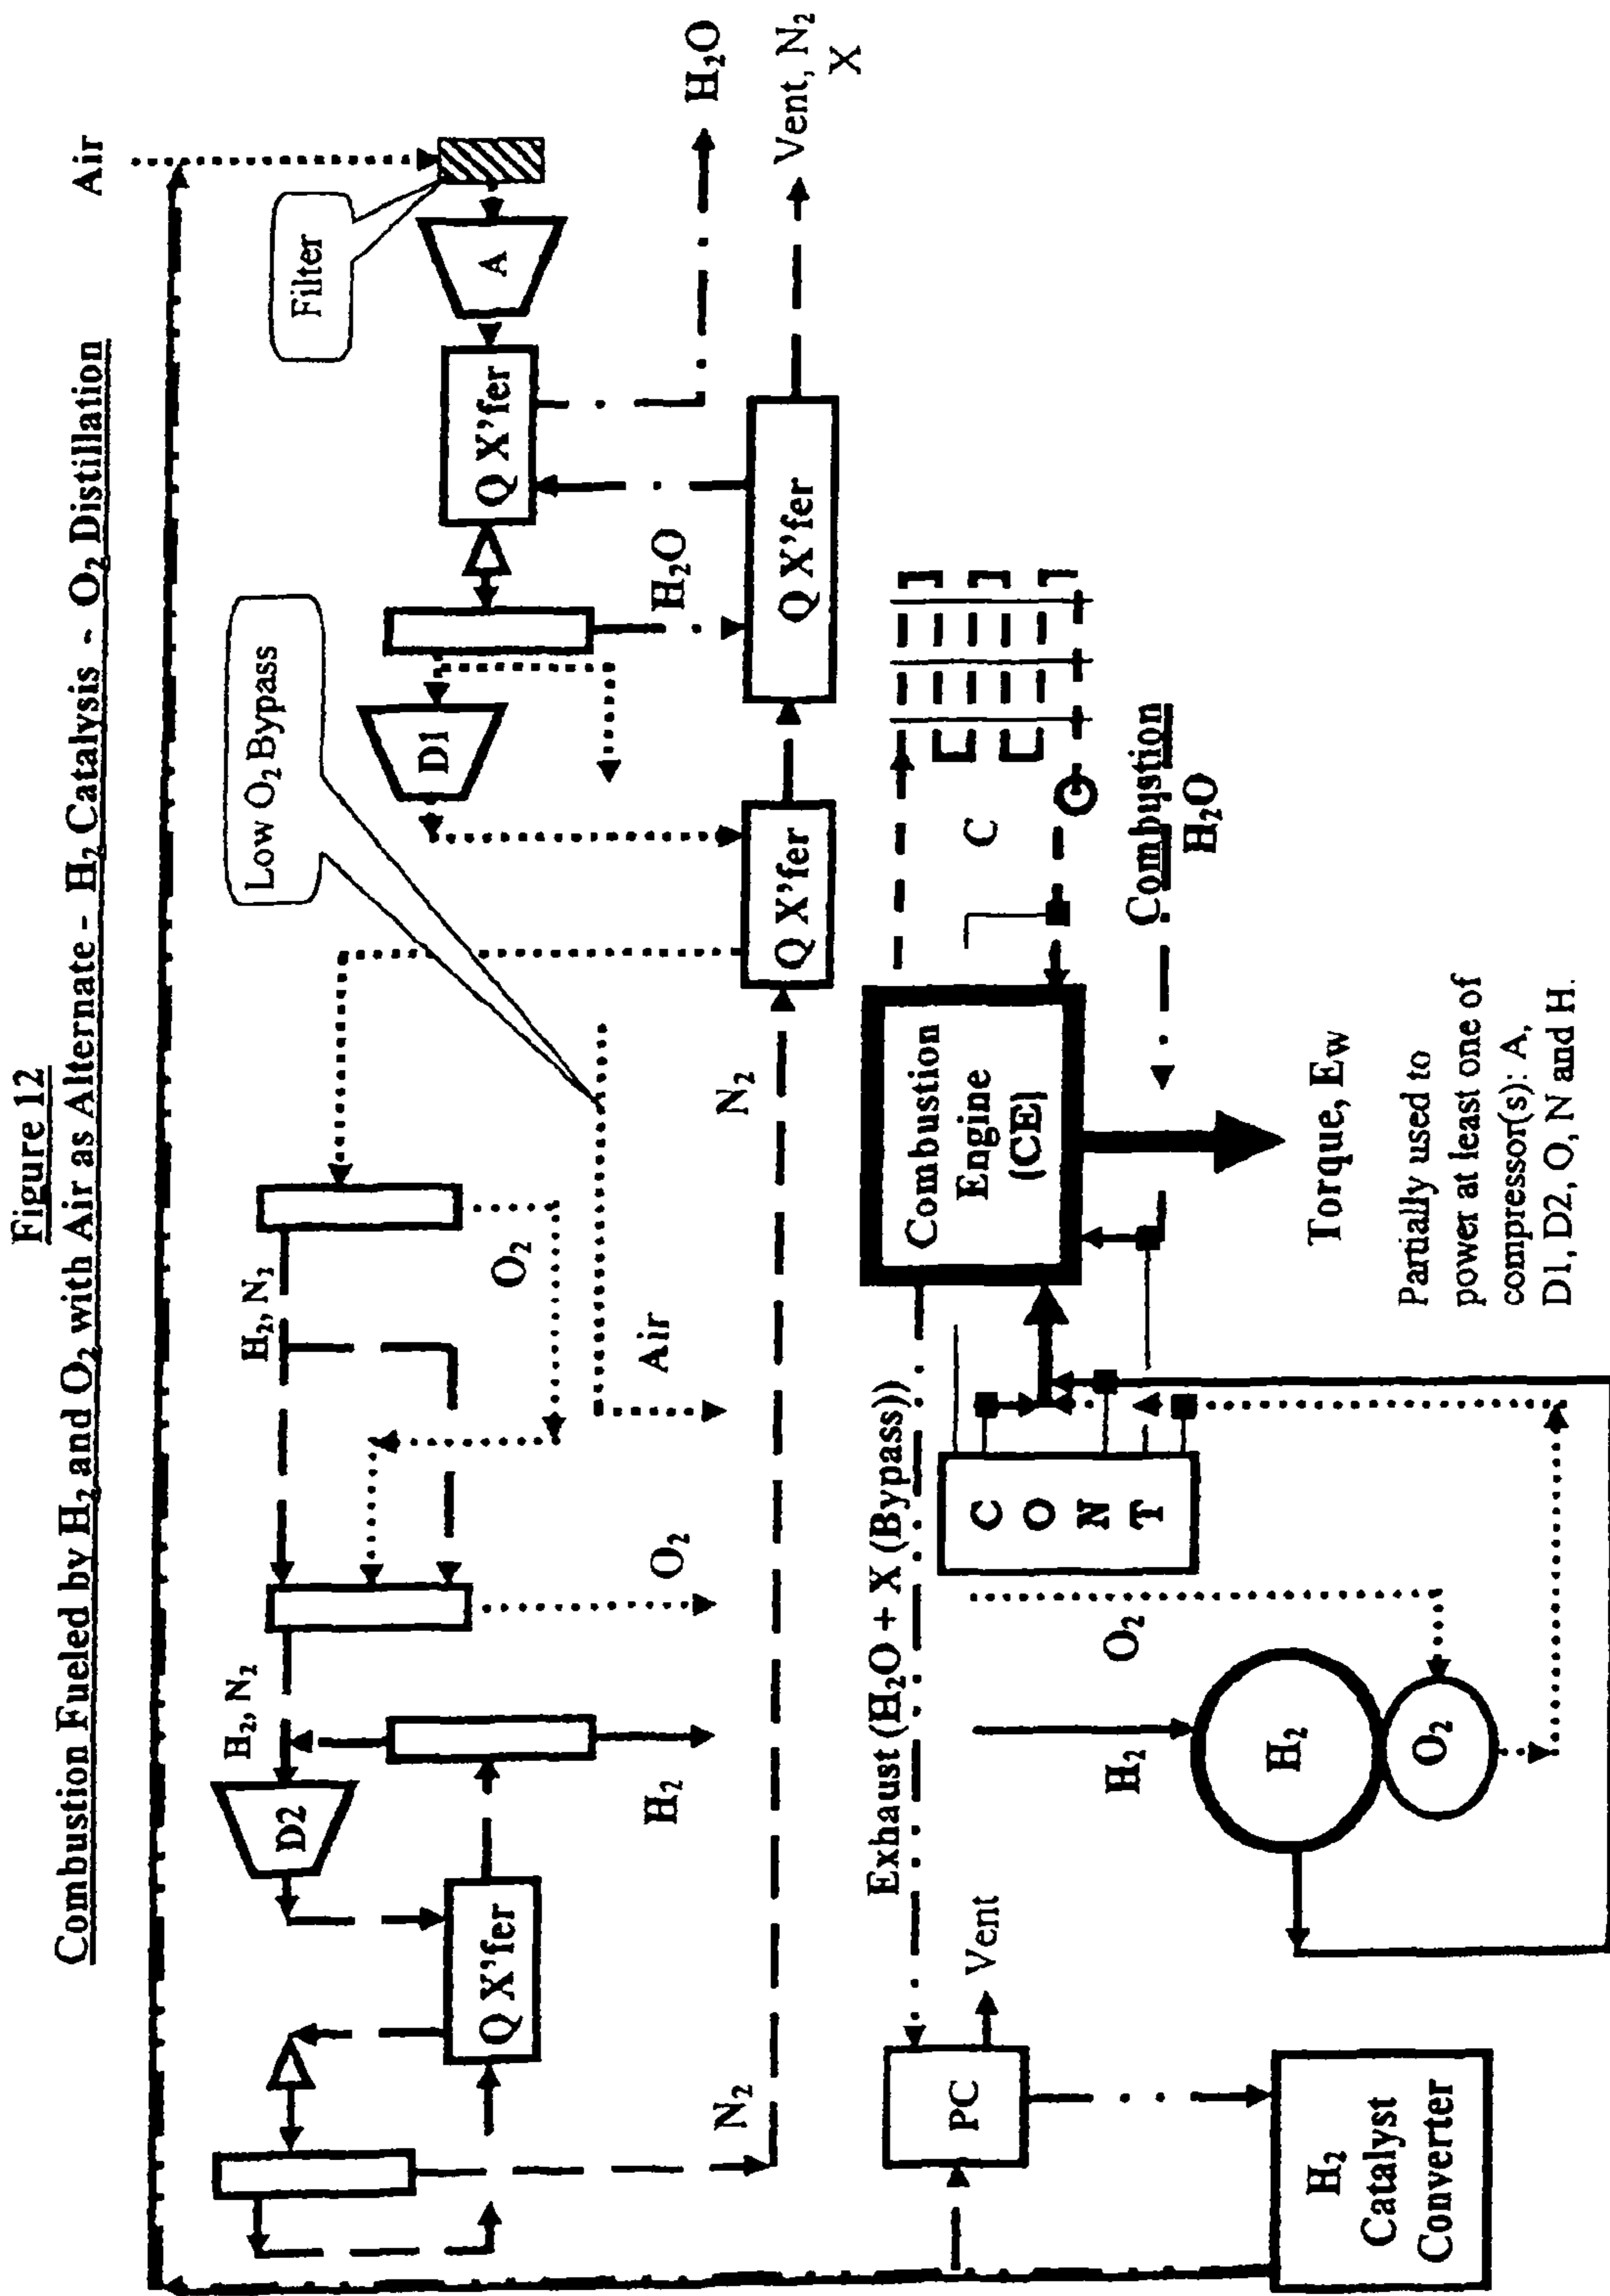 Figure 12
Combustion Fueled by H₂ and O₂ with Air as Alternate - H₂ Catalysis - O₂ Distillation
Air
Filter
Low O₂ Bypass
A
D1
D2
Q X'fer
Q X'fer
H₂, N₂
H₂, N₂
H₂O
H₂O
O₂
O₂
H₂
Air
Q X'fer
Q X'fer
N₂
N₂
Vent, N₂
X
Exhaust (H₂O + X (Bypass))
PC
Vent
H₂
Catalyst
Converter
H₂
O₂
H₂
O₂
C
O
N
T
Combustion
Engine
(CE)
C
Combustion
H₂O
Torque, Ew
Partially used to
power at least one of
compressor(s): A,
D1, D2, O, N and H.